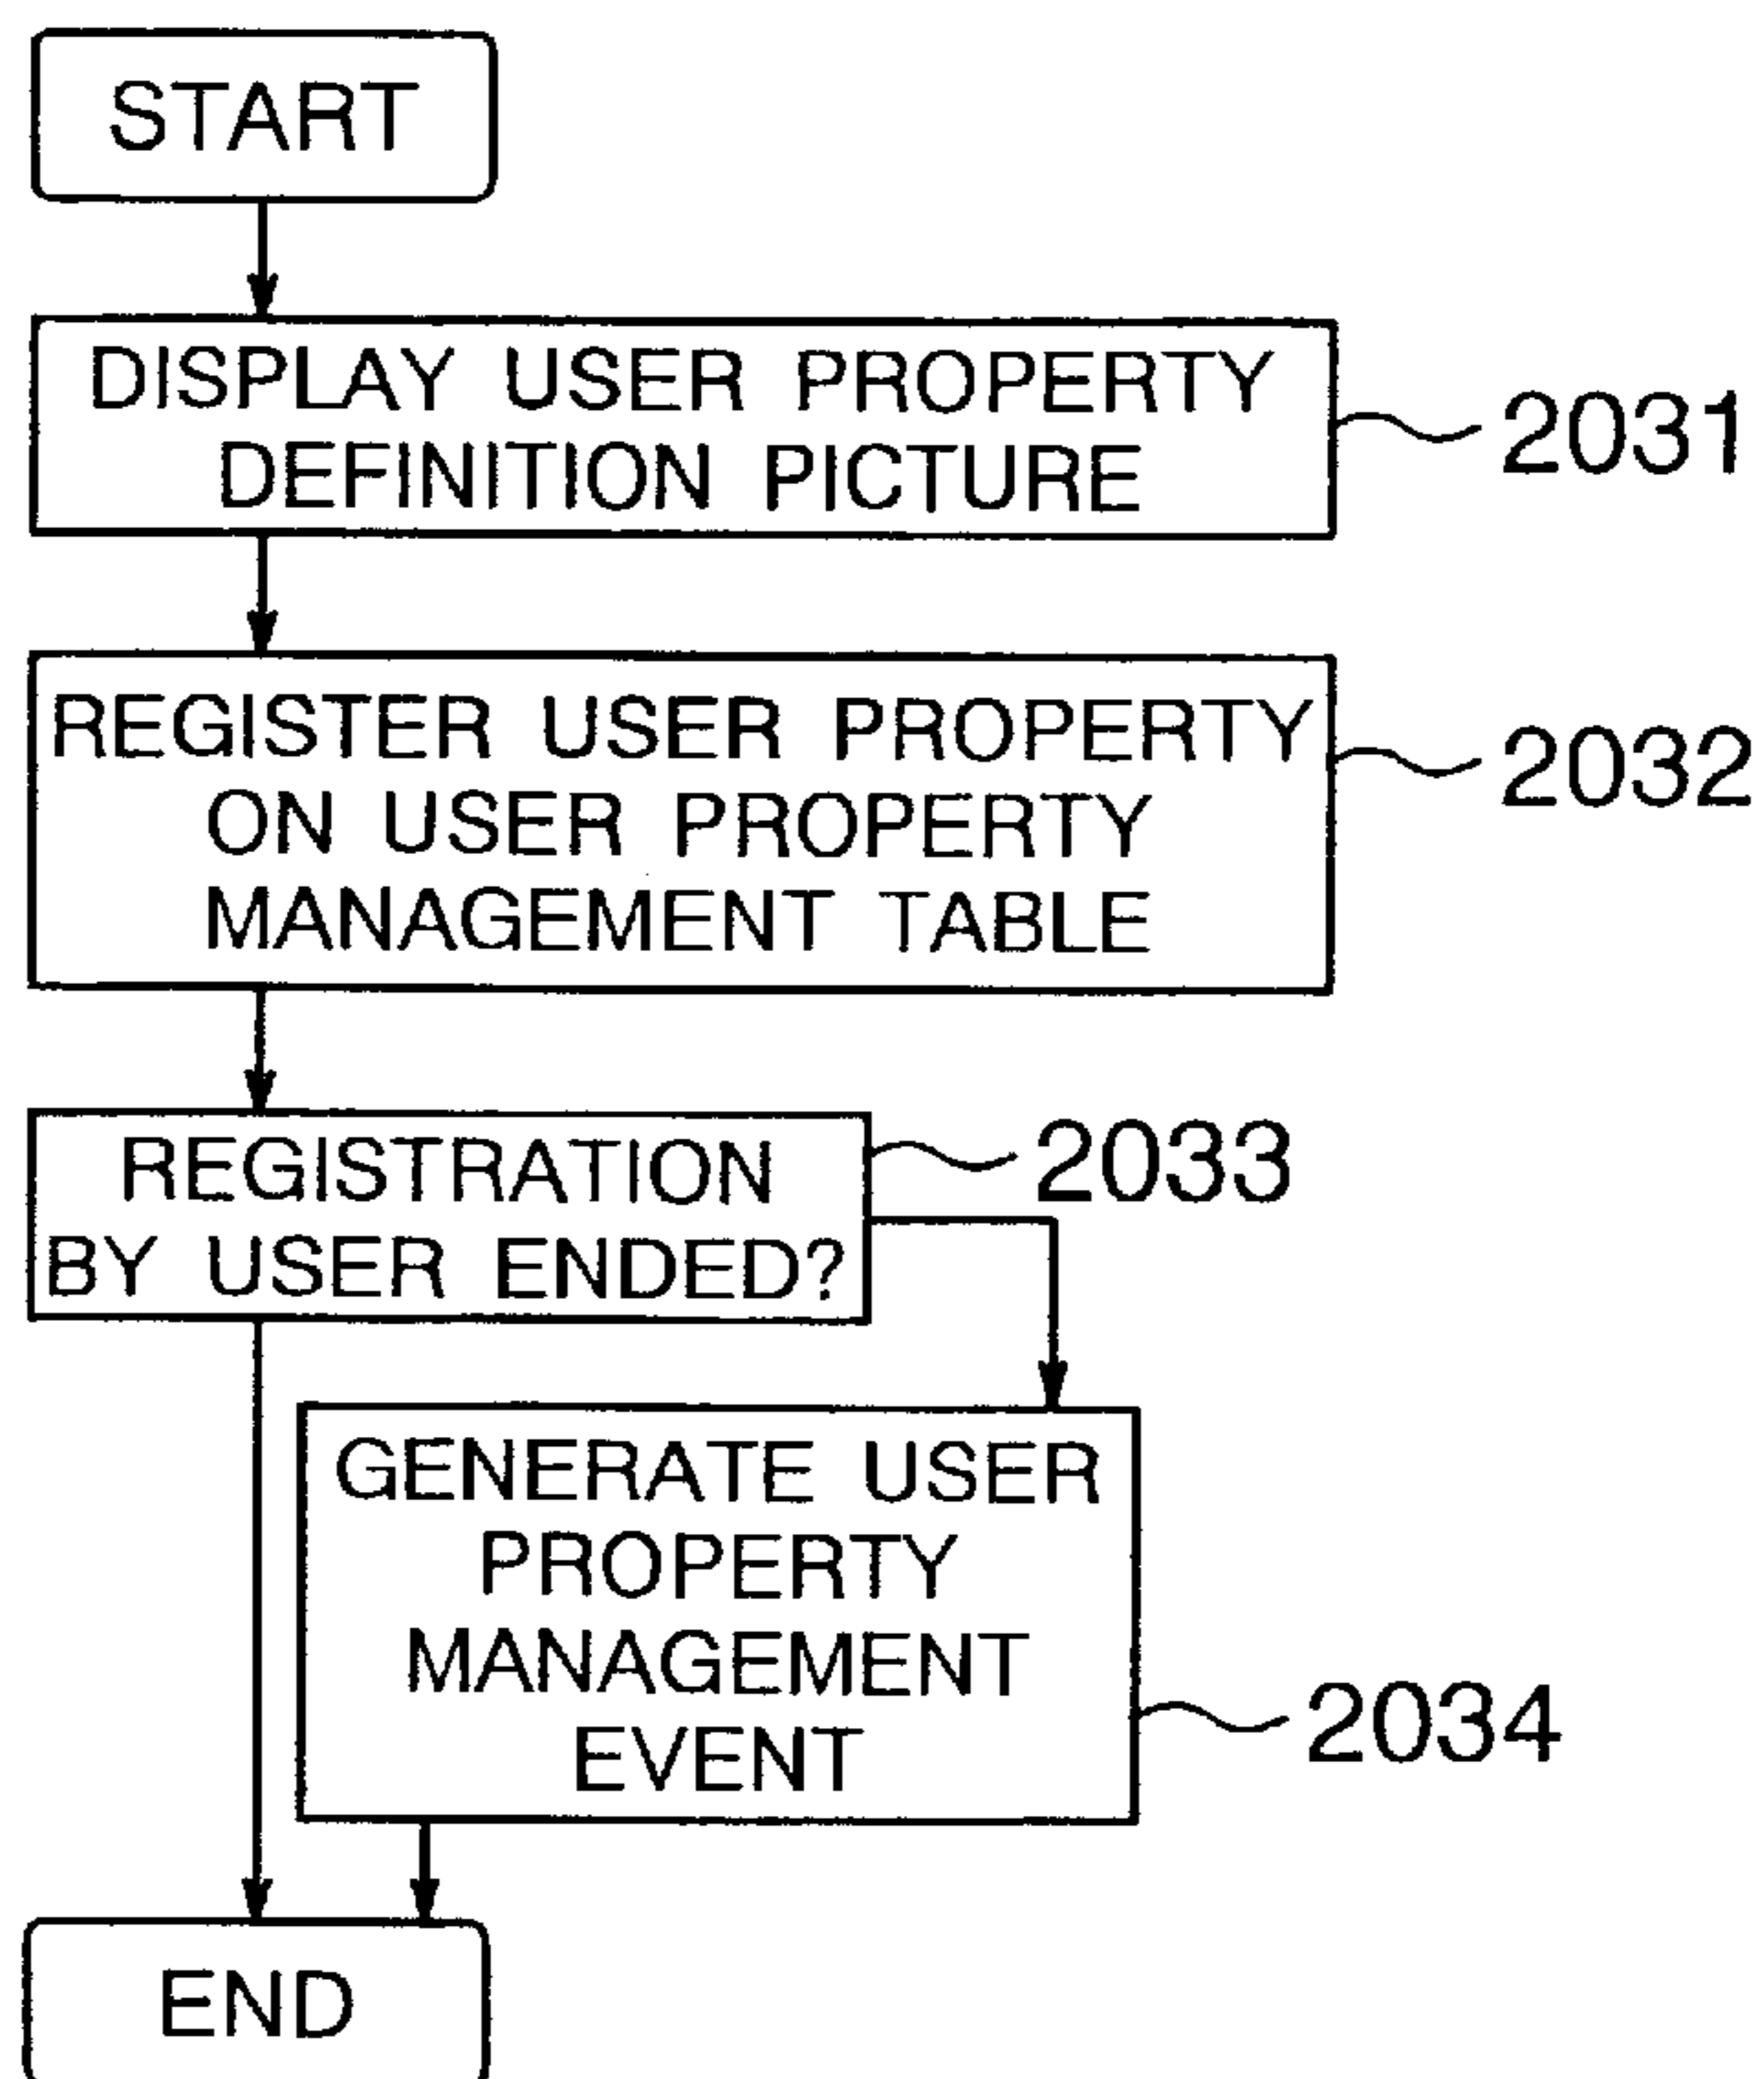 START
DISPLAY USER PROPERTY
DEFINITION PICTURE
2031
REGISTER USER PROPERTY
ON USER PROPERTY
MANAGEMENT TABLE
2032
REGISTRATION
BY USER ENDED?
2033
GENERATE USER
PROPERTY
MANAGEMENT
EVENT
2034
END